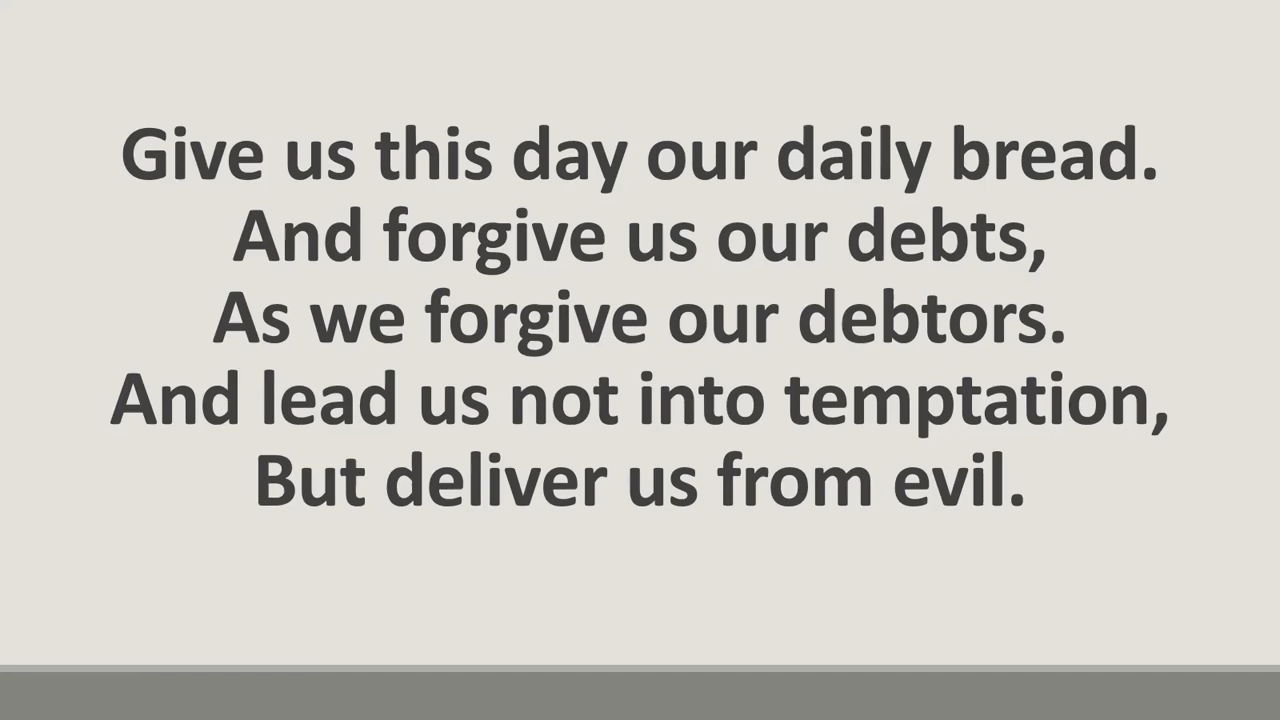 Give us this day our daily bread.
And forgive us our debts,
As we forgive our debtors.
And lead us not into temptation,
But deliver us from evil.